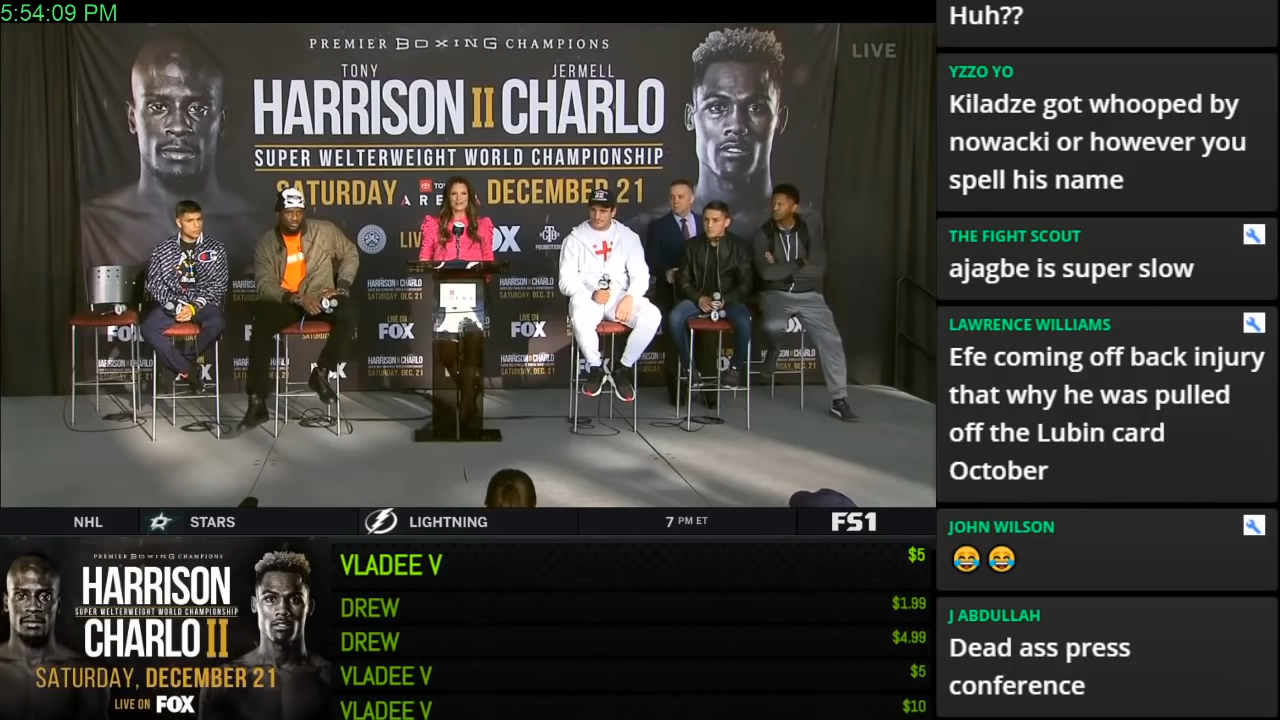 5:54:09 PM
PREMIER BOXING CHAMPIONS
LIVE
TONY JERMELL
HARRISON II CHARLO
SUPER WELTERWEIGHT WORLD CHAMPIONSHIP
SATURDAY DECEMBER 21
FOX
LIVE ON
FOX
LIVE ON
FOX
HARRISON CHARLO
SATURDAY, DEC. 21
NHL STARS LIGHTNING 7 PM ET FS1
PREMIER BOXING CHAMPIONS
HARRISON
SUPER WELTERWEIGHT WORLD CHAMPIONSHIP
CHARLO II
SATURDAY, DECEMBER 21
LIVE ON FOX
VLADEE V $5
DREW $1.99
DREW $4.99
VLADEE V $5
VLADEE V $10
Huh??
YZZO YO
Kiladze got whooped by
nowacki or however you
spell his name
THE FIGHT SCOUT
ajagbe is super slow
LAWRENCE WILLIAMS
Efe coming off back injury
that why he was pulled
off the Lubin card
October
JOHN WILSON
😂 😂
J ABDULLAH
Dead ass press
conference